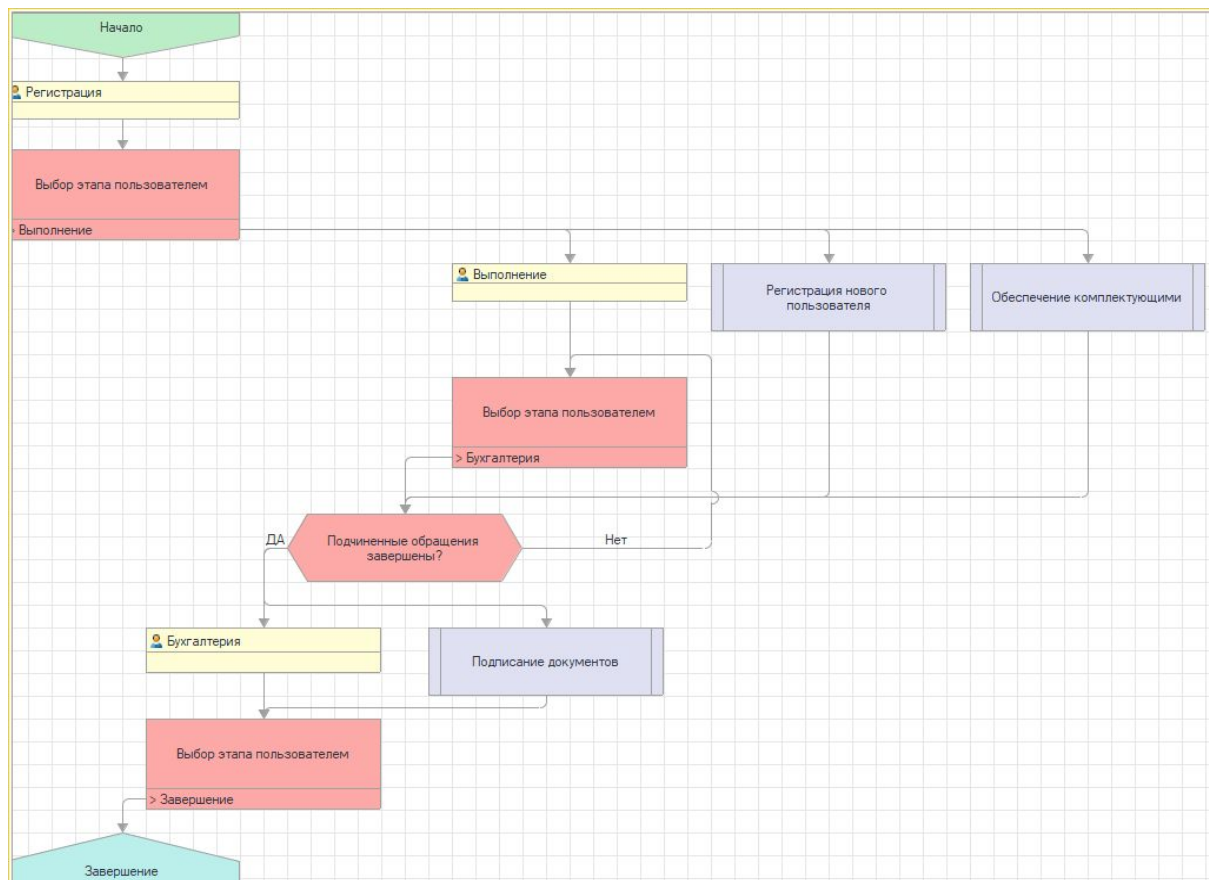 Начало
Регистрация
Выбор этапа пользователем
> Выполнение
Выполнение
Регистрация нового
пользователя
Обеспечение комплектующими
Выбор этапа пользователем
> Бухгалтерия
Подчиненные обращения
завершены?
ДА
Нет
Бухгалтерия
Подписание документов
Выбор этапа пользователем
> Завершение
Завершение